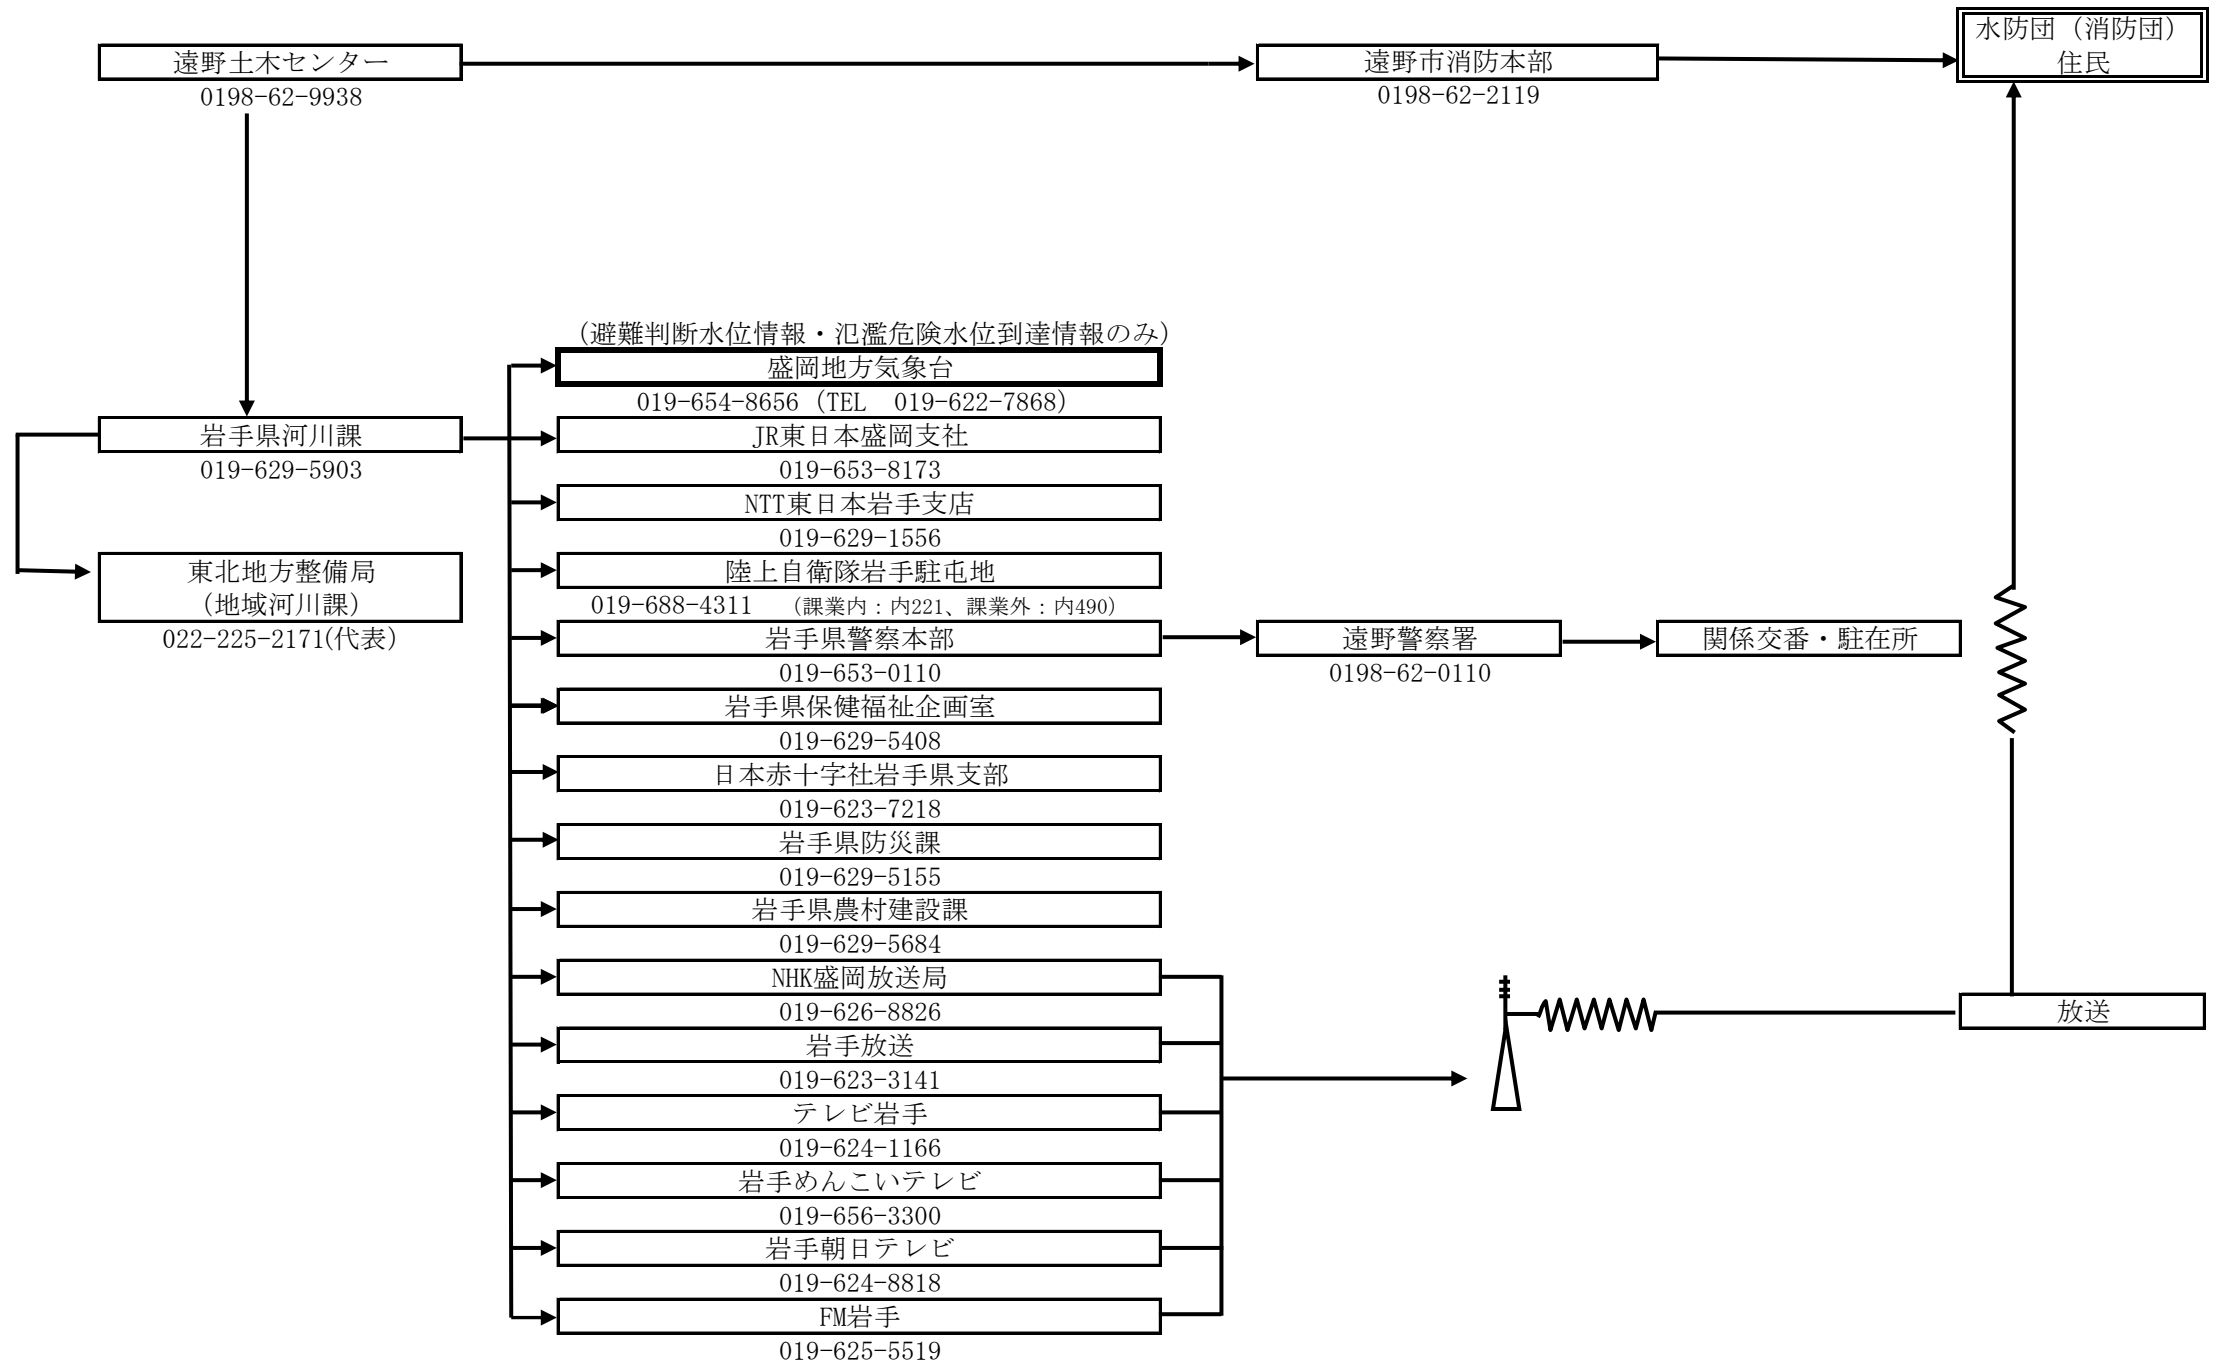 遠野土木センター
0198-62-9938
遠野市消防本部
0198-62-2119
水防団（消防団）
住民
（避難判断水位情報・氾濫危険水位到達情報のみ）
盛岡地方気象台
019-654-8656（TEL　019-622-7868）
岩手県河川課
019-629-5903
JR東日本盛岡支社
019-653-8173
NTT東日本岩手支店
019-629-1556
東北地方整備局
（地域河川課）
022-225-2171(代表）
陸上自衛隊岩手駐屯地
019-688-4311　（課業内：内221、課業外：内490）
岩手県警察本部
019-653-0110
遠野警察署
0198-62-0110
関係交番・駐在所
岩手県保健福祉企画室
019-629-5408
日本赤十字社岩手県支部
019-623-7218
岩手県防災課
019-629-5155
岩手県農村建設課
019-629-5684
NHK盛岡放送局
019-626-8826
放送
岩手放送
019-623-3141
テレビ岩手
019-624-1166
岩手めんこいテレビ
019-656-3300
岩手朝日テレビ
019-624-8818
FM岩手
019-625-5519